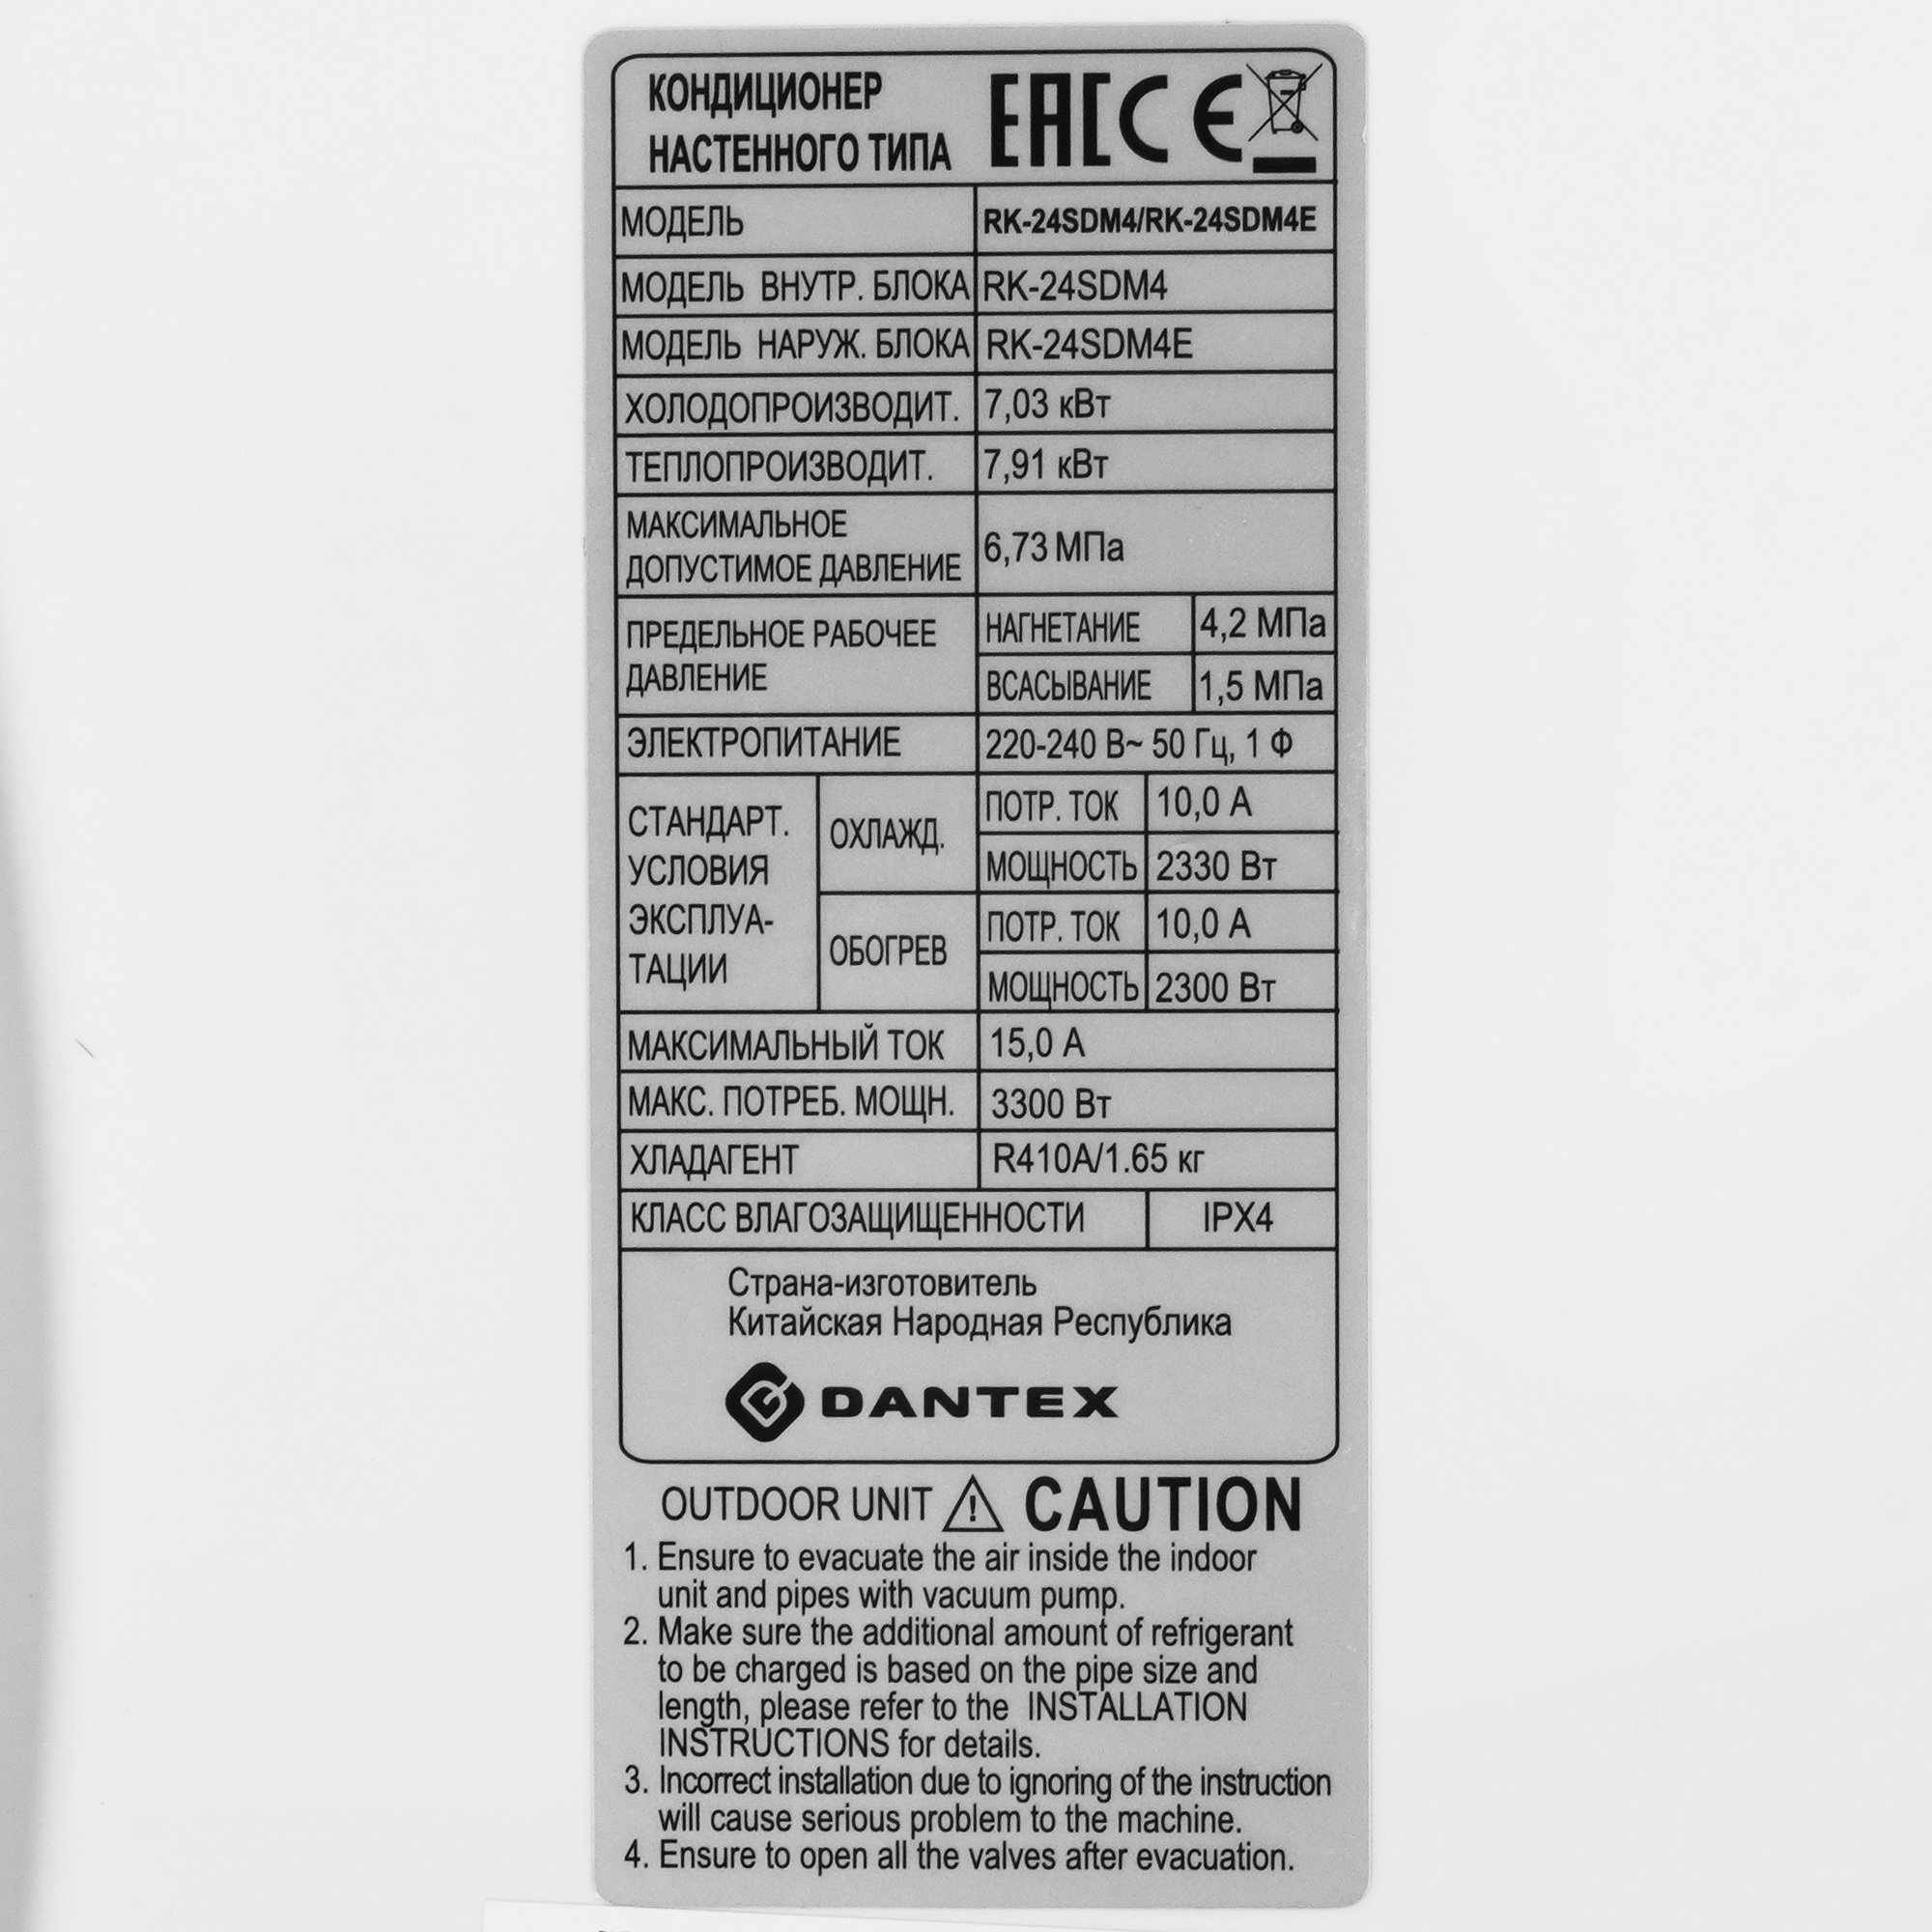 КОНДИЦИОНЕР
НАСТЕННОГО ТИПА
EAC CE
МОДЕЛЬ RK-24SDM4/RK-24SDM4E
МОДЕЛЬ ВНУТР. БЛОКА RK-24SDM4
МОДЕЛЬ НАРУЖ. БЛОКА RK-24SDM4E
ХОЛОДОПРОИЗВОДИТ. 7,03 кВт
ТЕПЛОПРОИЗВОДИТ. 7,91 кВт
МАКСИМАЛЬНОЕ
ДОПУСТИМОЕ ДАВЛЕНИЕ
6,73 МПа
ПРЕДЕЛЬНОЕ РАБОЧЕЕ
ДАВЛЕНИЕ
НАГНЕТАНИЕ 4,2 МПа
ВСАСЫВАНИЕ 1,5 МПа
ЭЛЕКТРОПИТАНИЕ 220-240 В~ 50 Гц, 1 Ф
СТАНДАРТ.
УСЛОВИЯ
ЭКСПЛУА-
ТАЦИИ
ОХЛАЖД.
ПОТР. ТОК 10,0 А
МОЩНОСТЬ 2330 Вт
ОБОГРЕВ
ПОТР. ТОК 10,0 А
МОЩНОСТЬ 2300 Вт
МАКСИМАЛЬНЫЙ ТОК 15,0 А
МАКС. ПОТРЕБ. МОЩН. 3300 Вт
ХЛАДАГЕНТ R410A/1.65 кг
КЛАСС ВЛАГОЗАЩИЩЕННОСТИ IPX4
Страна-изготовитель
Китайская Народная Республика
DANTEX
OUTDOOR UNIT CAUTION
1. Ensure to evacuate the air inside the indoor
unit and pipes with vacuum pump.
2. Make sure the additional amount of refrigerant
to be charged is based on the pipe size and
length, please refer to the INSTALLATION
INSTRUCTIONS for details.
3. Incorrect installation due to ignoring of the instruction
will cause serious problem to the machine.
4. Ensure to open all the valves after evacuation.